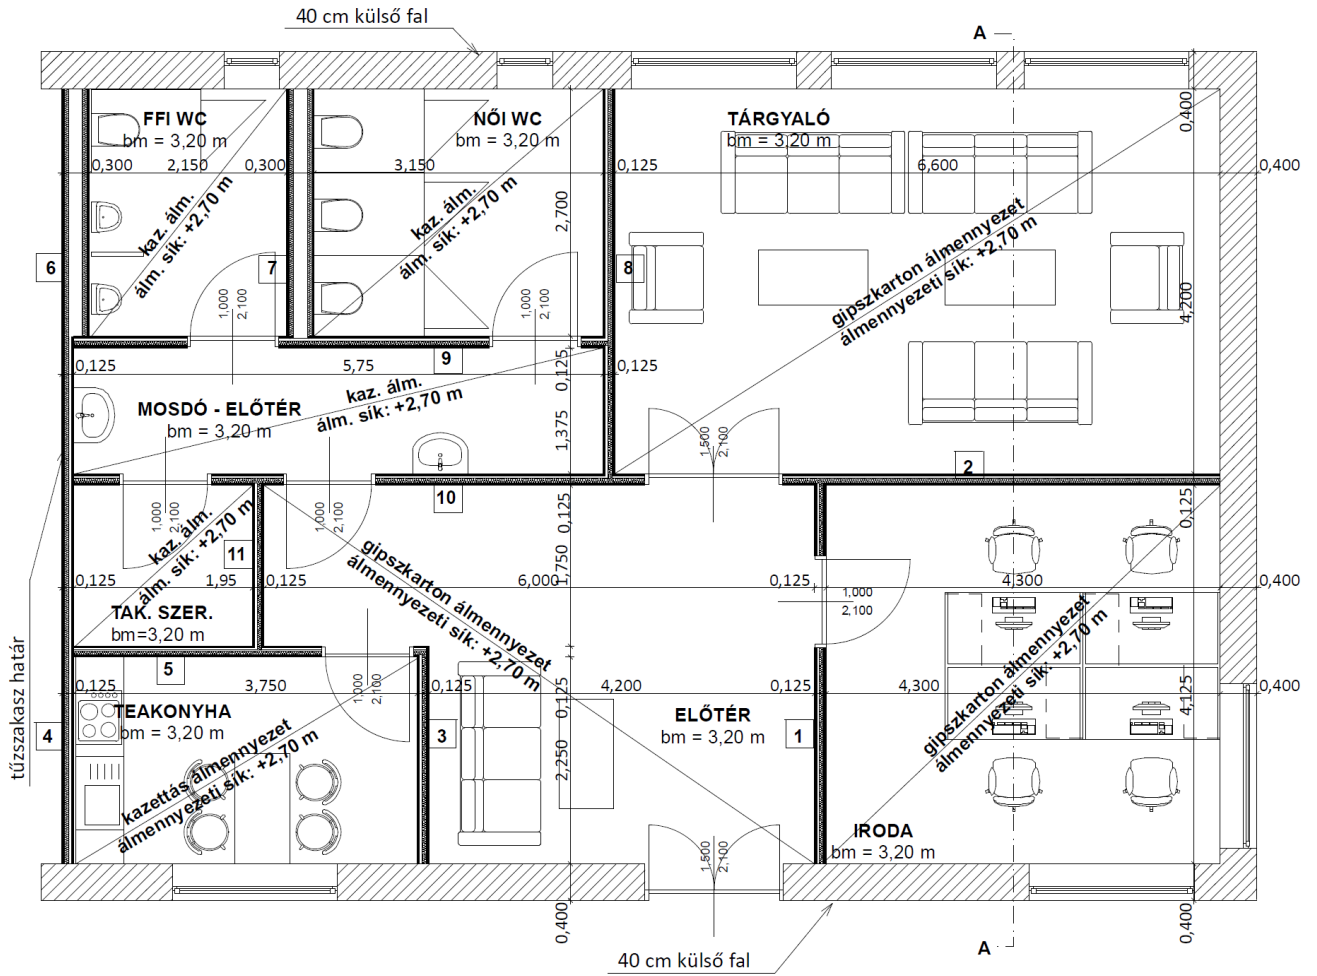 40 cm külső fal
A
FFI WC
bm = 3,20 m
NŐI WC
bm = 3,20 m
TÁRGYALÓ
bm = 3,20 m
0,400
0,300
2,150
0,300
3,150
0,125
6,600
0,400
kaz. álm.
álm. sík: +2,70 m
kaz. álm.
álm. sík: +2,70 m
2,700
gipszkarton álmennyezet
álmennyezeti sík: +2,70 m
6
7
8
1,000
2,100
1,000
2,100
4,200
9
0,125
5,75
0,125
0,125
kaz. álm.
álm. sík: +2,70 m
MOSDÓ - ELŐTÉR
bm = 3,20 m
1,375
1,500
2,100
2
10
1,000
2,100
1,000
2,100
0,125
0,125
kaz. álm.
álm. sík: +2,70 m
11
gipszkarton álmennyezet
álmennyezeti sík: +2,70 m
0,125
1,95
0,125
6,000
1,750
0,125
4,300
0,400
1,000
2,100
TAK. SZER.
bm=3,20 m
tűzszakasz határ
5
0,125
3,750
1,000
2,100
0,125
0,125
4,200
0,125
4,300
4,125
0,400
gipszkarton álmennyezet
álmennyezeti sík: +2,70 m
TEAKONYHA
bm = 3,20 m
ELŐTÉR
bm = 3,20 m
4
3
1
kazettás álmennyezet
álmennyezeti sík: +2,70 m
2,250
IRODA
bm = 3,20 m
1,500
2,100
0,400
0,400
A
40 cm külső fal